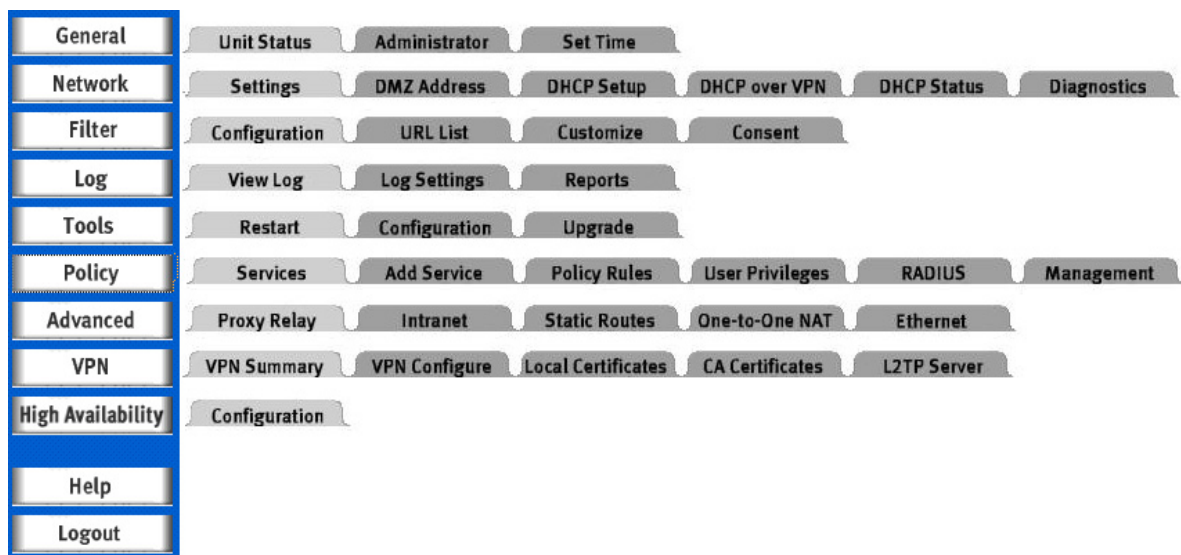 General Unit Status Administrator Set Time
Network Settings DMZ Address DHCP Setup DHCP over VPN DHCP Status Diagnostics
Filter Configuration URL List Customize Consent
Log View Log Log Settings Reports
Tools Restart Configuration Upgrade
Policy Services Add Service Policy Rules User Privileges RADIUS Management
Advanced Proxy Relay Intranet Static Routes One-to-One NAT Ethernet
VPN VPN Summary VPN Configure Local Certificates CA Certificates L2TP Server
High Availability Configuration
Help
Logout